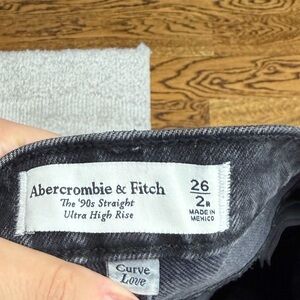 Abercrombie & Fitch
The '90s Straight
Ultra High Rise
26
2R
MADE IN
MEXICO
Curve
Love